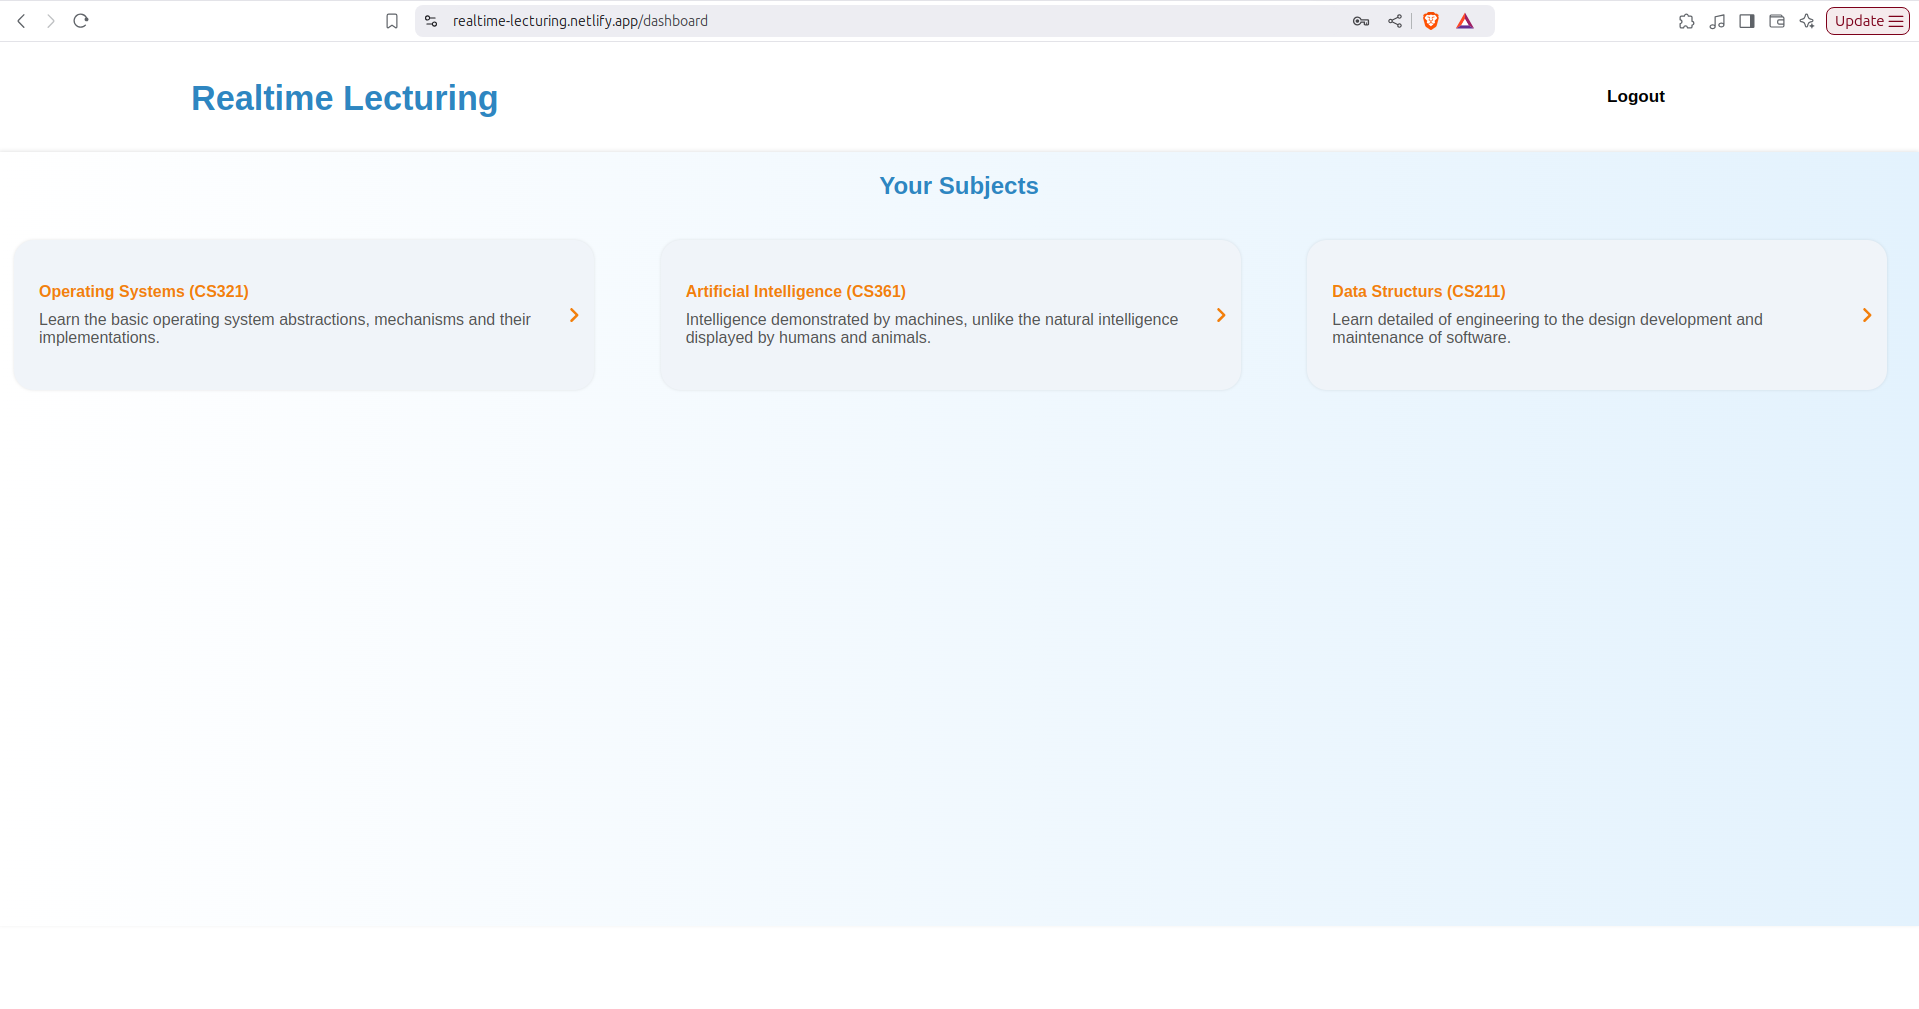 realtime-lecturing.netlify.app/dashboard
Update
Realtime Lecturing
Logout
Your Subjects
Operating Systems (CS321)
Learn the basic operating system abstractions, mechanisms and their
implementations.
Artificial Intelligence (CS361)
Intelligence demonstrated by machines, unlike the natural intelligence
displayed by humans and animals.
Data Structurs (CS211)
Learn detailed of engineering to the design development and
maintenance of software.